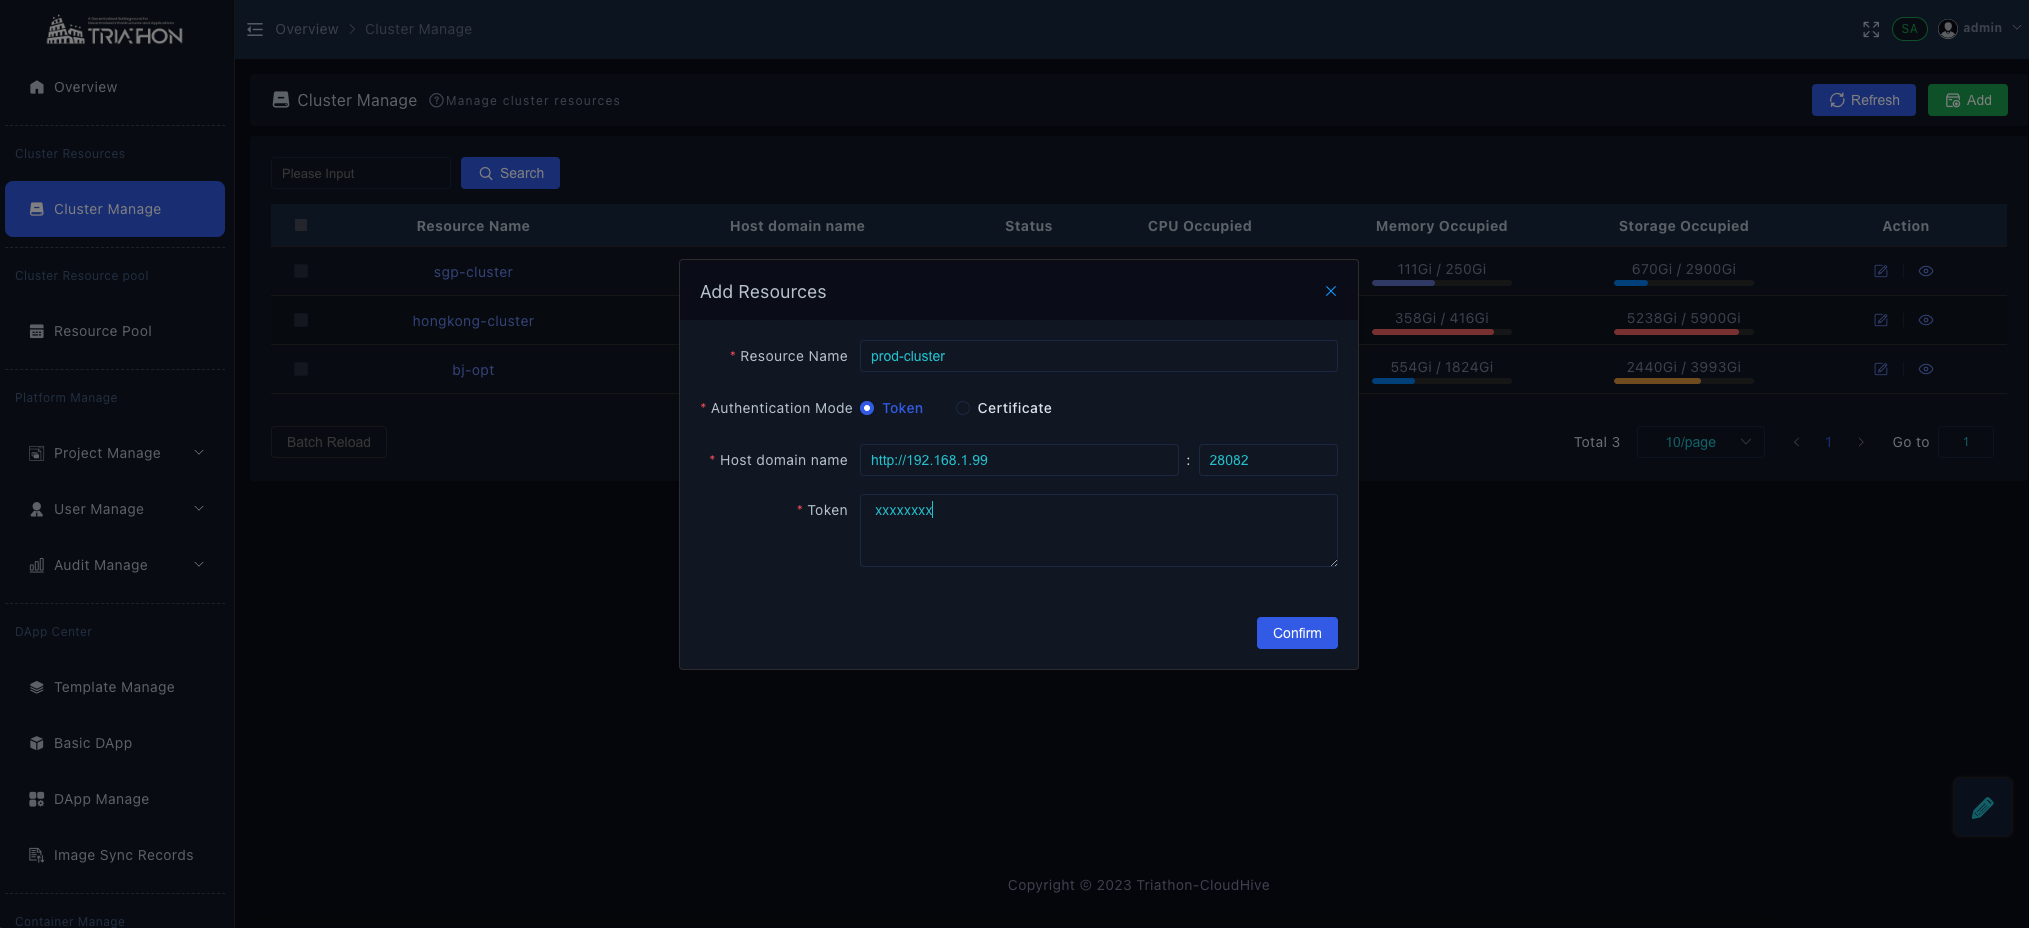 TRIATHON
Overview > Cluster Manage
SA
admin
Overview
Cluster Resources
Cluster Manage
Cluster Resource pool
Resource Pool
Platform Manage
Project Manage
User Manage
Audit Manage
DApp Center
Template Manage
Basic DApp
DApp Manage
Image Sync Records
Container Manage
Cluster Manage Manage cluster resources
Refresh
Add
Please Input
Search
Resource Name Host domain name Status CPU Occupied Memory Occupied Storage Occupied Action
sgp-cluster 111Gi / 250Gi 670Gi / 2900Gi
hongkong-cluster 358Gi / 416Gi 5238Gi / 5900Gi
bj-opt 554Gi / 1824Gi 2440Gi / 3993Gi
Batch Reload
Total 3 10/page < 1 > Go to 1
Add Resources
* Resource Name prod-cluster
* Authentication Mode Token Certificate
* Host domain name http://192.168.1.99 : 28082
* Token xxxxxxxx
Confirm
Copyright © 2023 Triathon-CloudHive